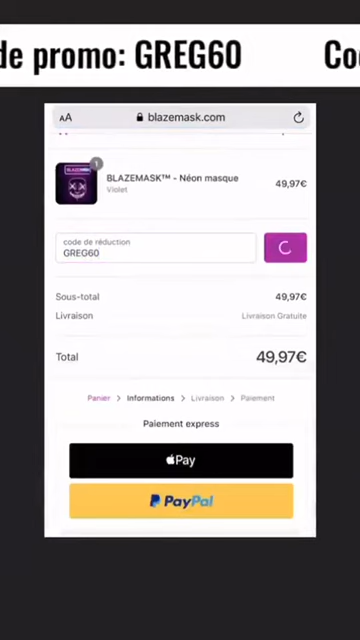 de promo: GREG60 Co
AA blazemask.com
1
BLAZEMASK™ - Néon masque 49,97€
Violet
code de réduction
GREG60
Sous-total 49,97€
Livraison Livraison Gratuite
Total 49,97€
Panier > Informations > Livraison > Paiement
Paiement express
Pay
PayPal